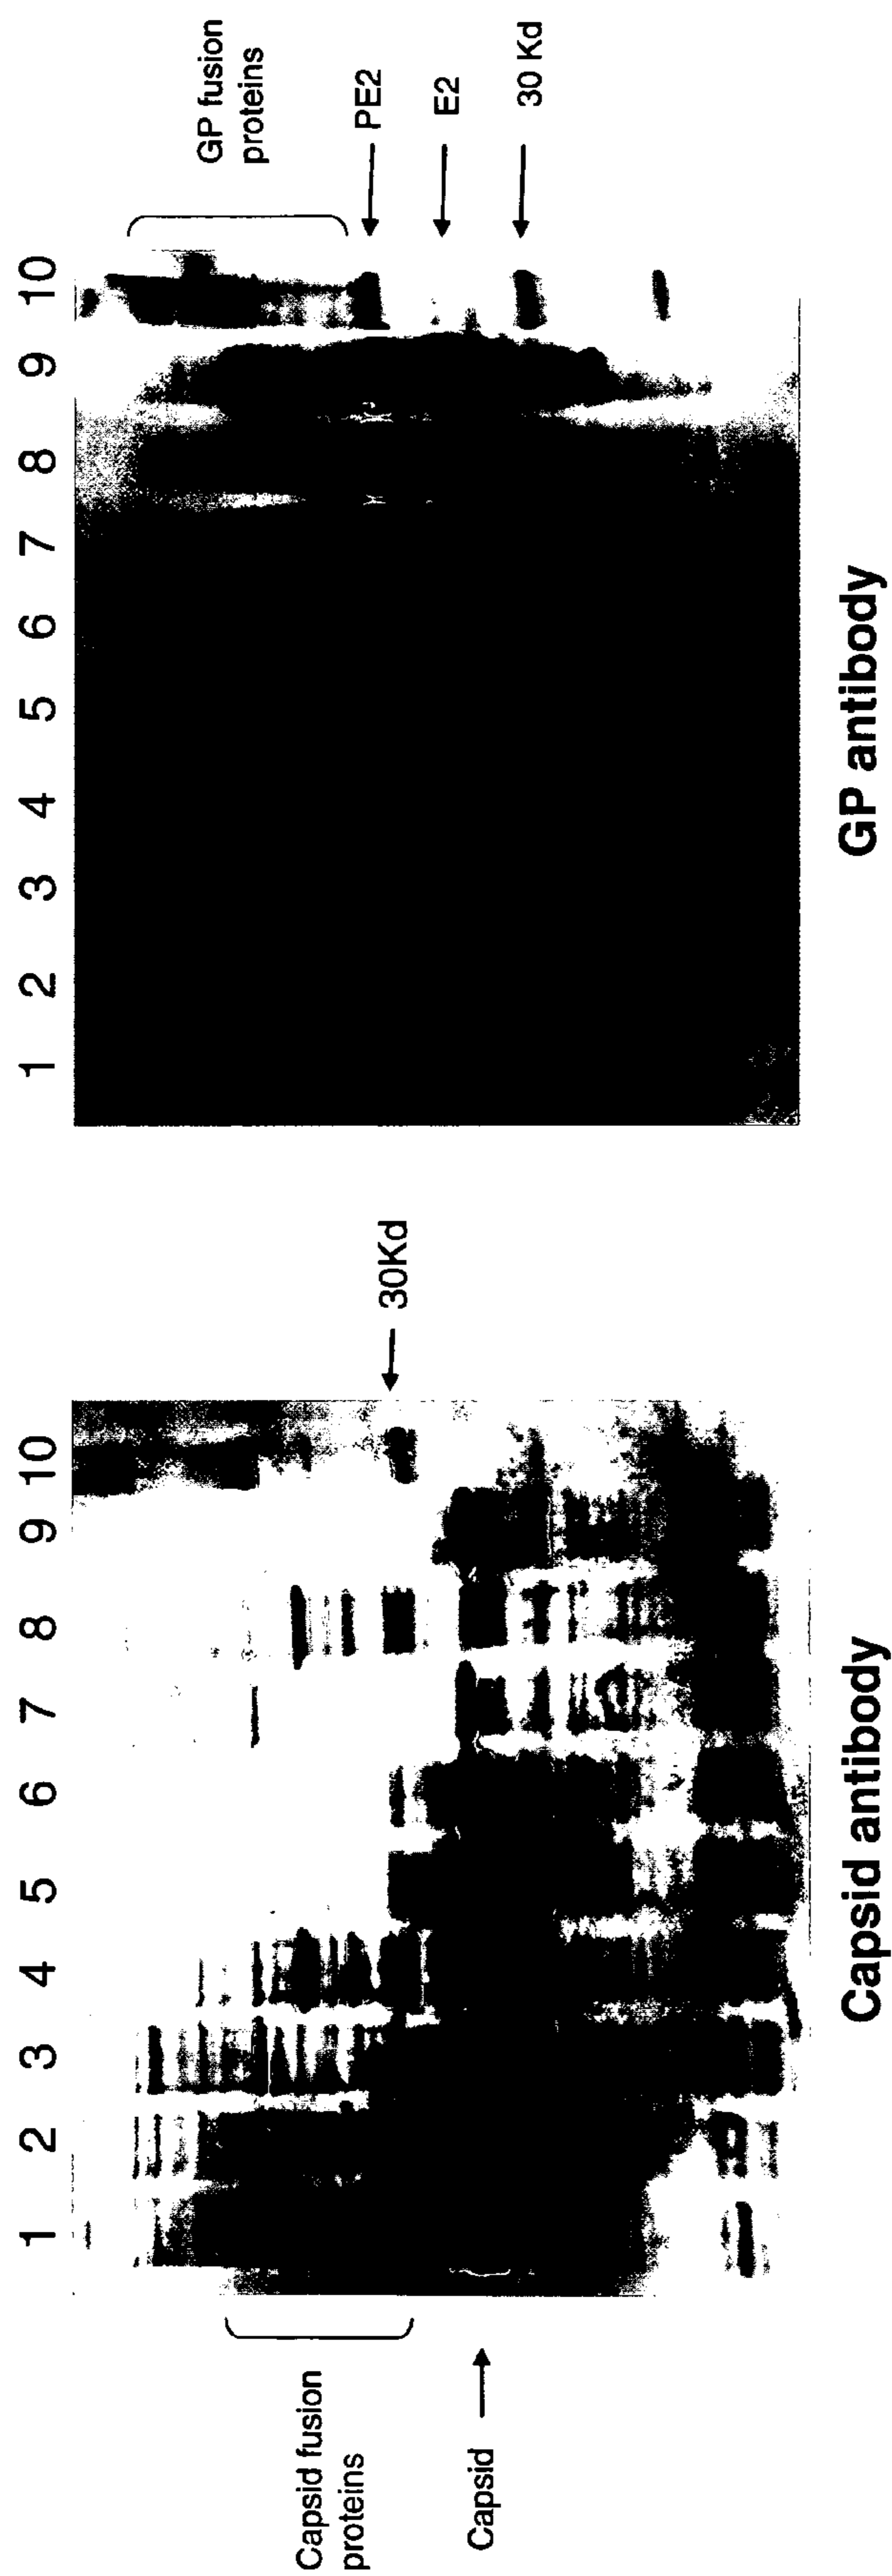 1 2 3 4 5 6 7 8 9 10
Capsid fusion
proteins
Capsid
30Kd
Capsid antibody
1 2 3 4 5 6 7 8 9 10
GP fusion
proteins
PE2
E2
30 Kd
GP antibody